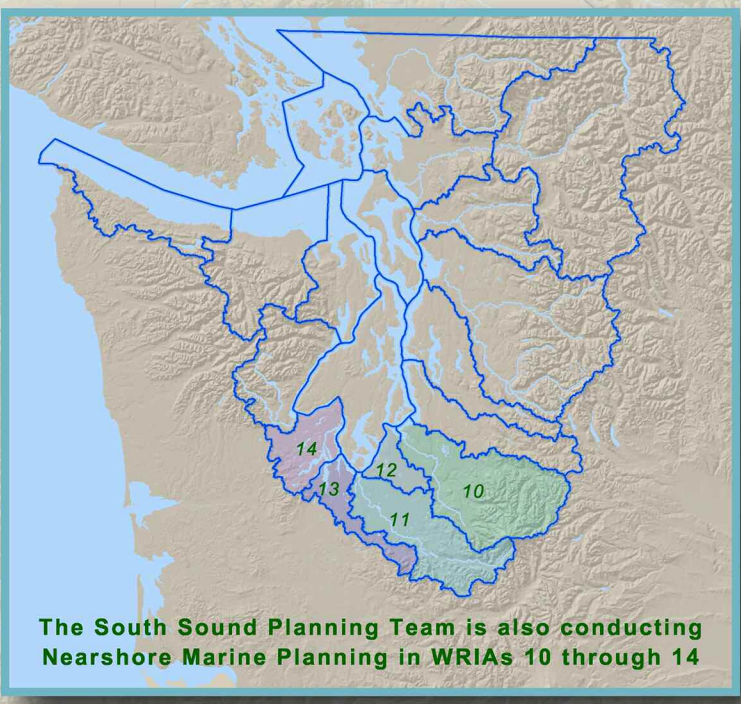 14
12
13
10
11
The South Sound Planning Team is also conducting
Nearshore Marine Planning in WRIAs 10 through 14